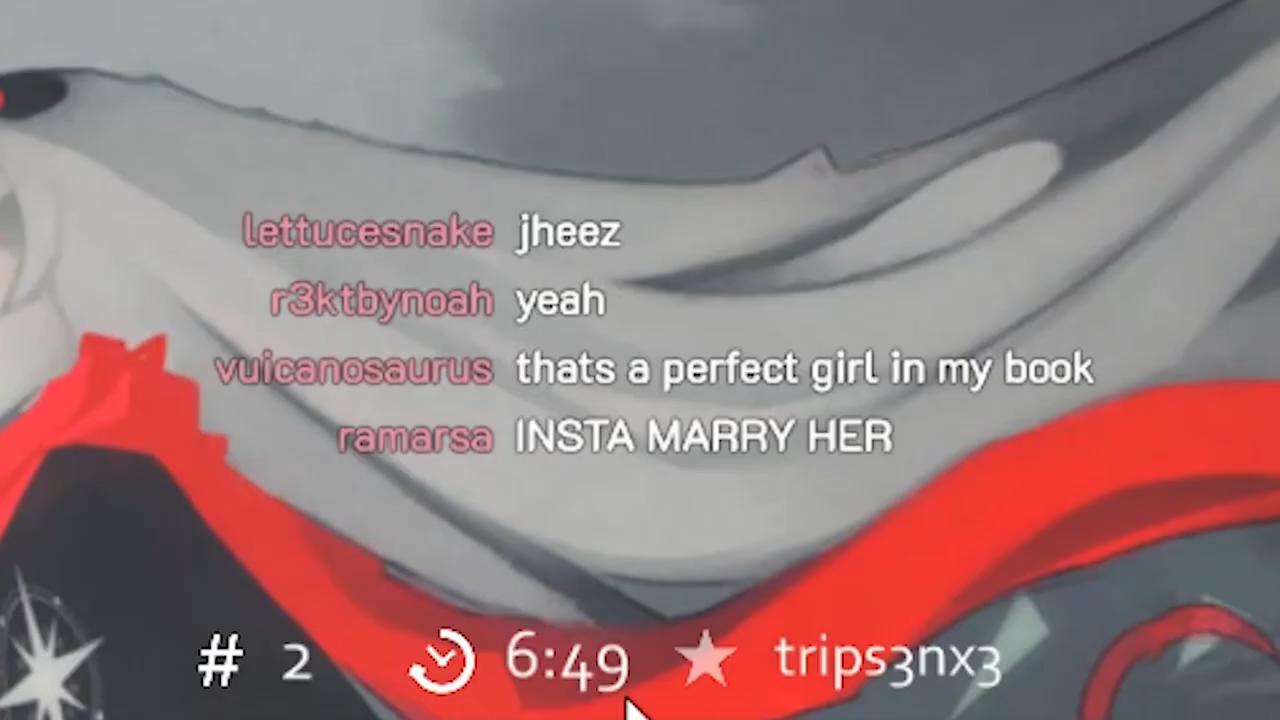 lettucesnake jheez
r3ktbynoah yeah
vuicanosaurus thats a perfect girl in my book
ramarsa INSTA MARRY HER
# 2 6:49 trips3nx3